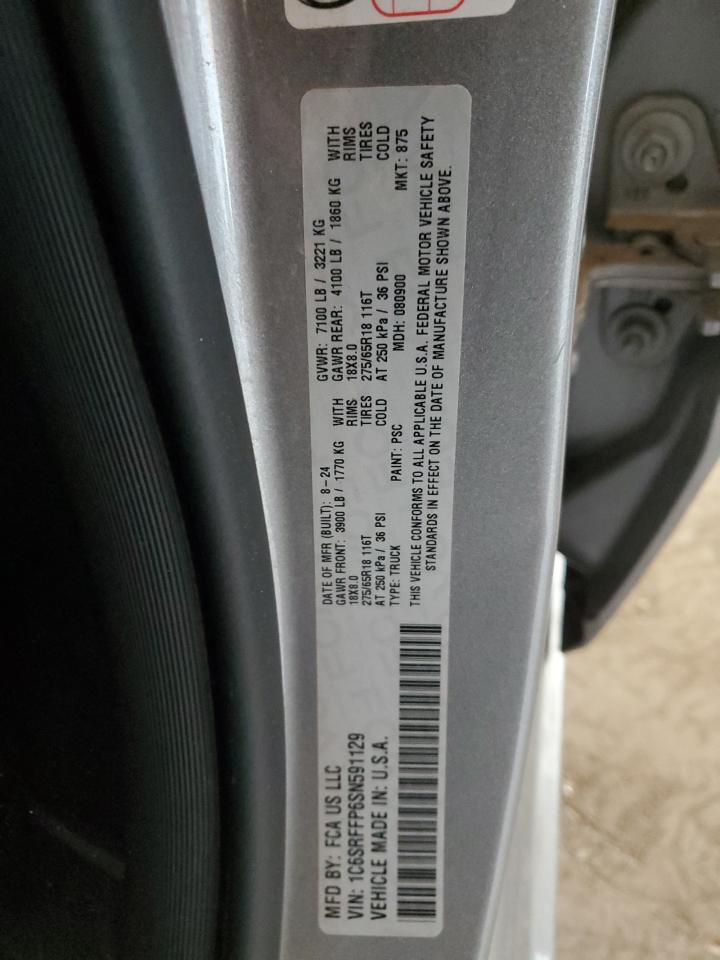 MFD BY: FCA US LLC
VIN: 1C6SRFFP6SN591129
VEHICLE MADE IN: U.S.A.
DATE OF MFR (BUILT): 8-24
GVWR: 7100 LB / 3221 KG
GAWR FRONT: 3900 LB / 1770 KG WITH
GAWR REAR: 4100 LB / 1860 KG WITH
18X8.0 RIMS
18X8.0 RIMS
275/65R18 116T TIRES
275/65R18 116T TIRES
AT 250 kPa / 36 PSI COLD
AT 250 kPa / 36 PSI COLD
TYPE: TRUCK PAINT: PSC MDH: 080900 MKT: 875
THIS VEHICLE CONFORMS TO ALL APPLICABLE U.S.A. FEDERAL MOTOR VEHICLE SAFETY
STANDARDS IN EFFECT ON THE DATE OF MANUFACTURE SHOWN ABOVE.